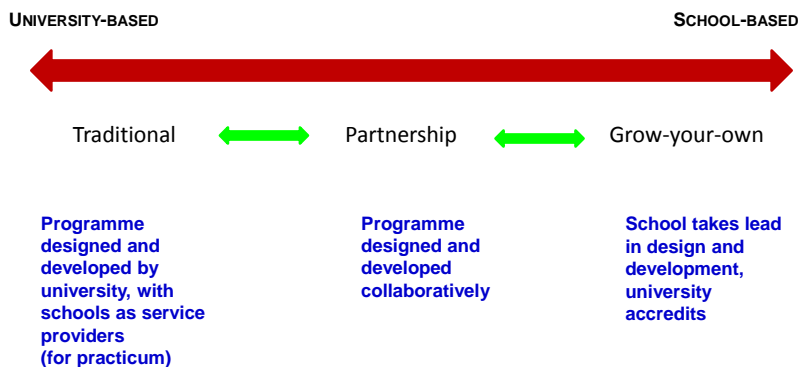 UNIVERSITY-BASED SCHOOL-BASED
Traditional Partnership Grow-your-own
Programme
designed and
developed by
university, with
schools as service
providers
(for practicum)
Programme
designed and
developed
collaboratively
School takes lead
in design and
development,
university
accredits